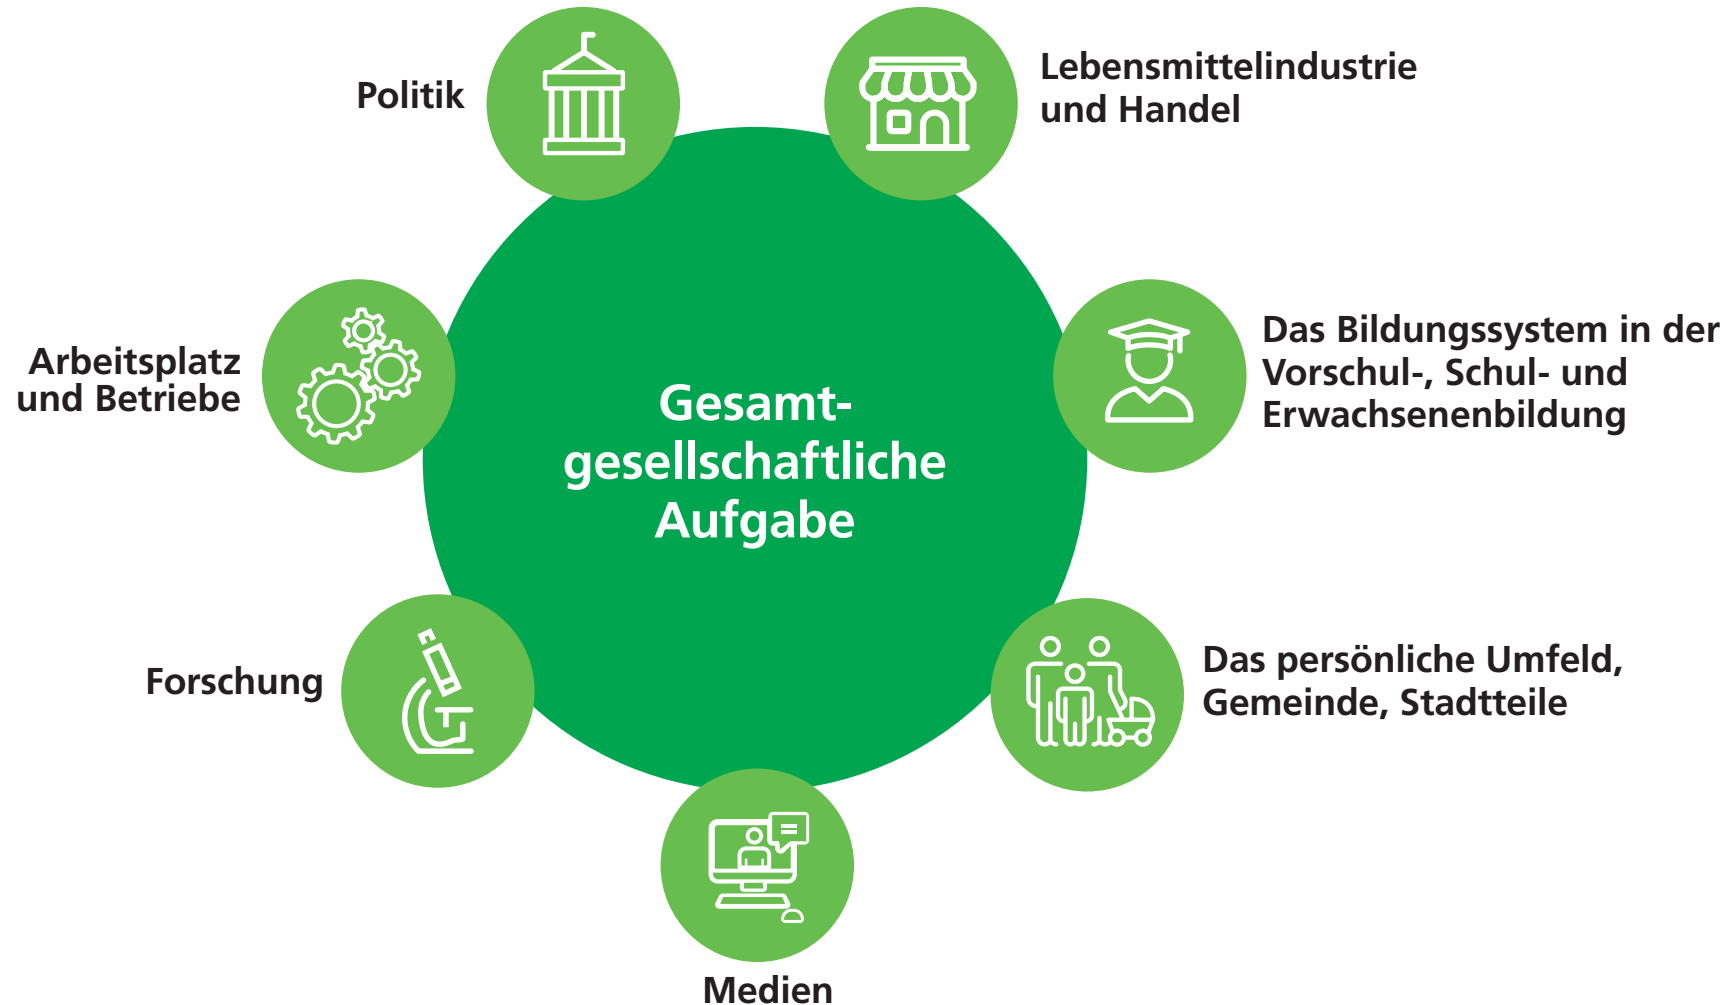 Politik
Lebensmittelindustrie
und Handel
Arbeitsplatz
und Betriebe
Gesamt-
gesellschaftliche
Aufgabe
Das Bildungssystem in der
Vorschul-, Schul- und
Erwachsenenbildung
Forschung
Das persönliche Umfeld,
Gemeinde, Stadtteile
Medien